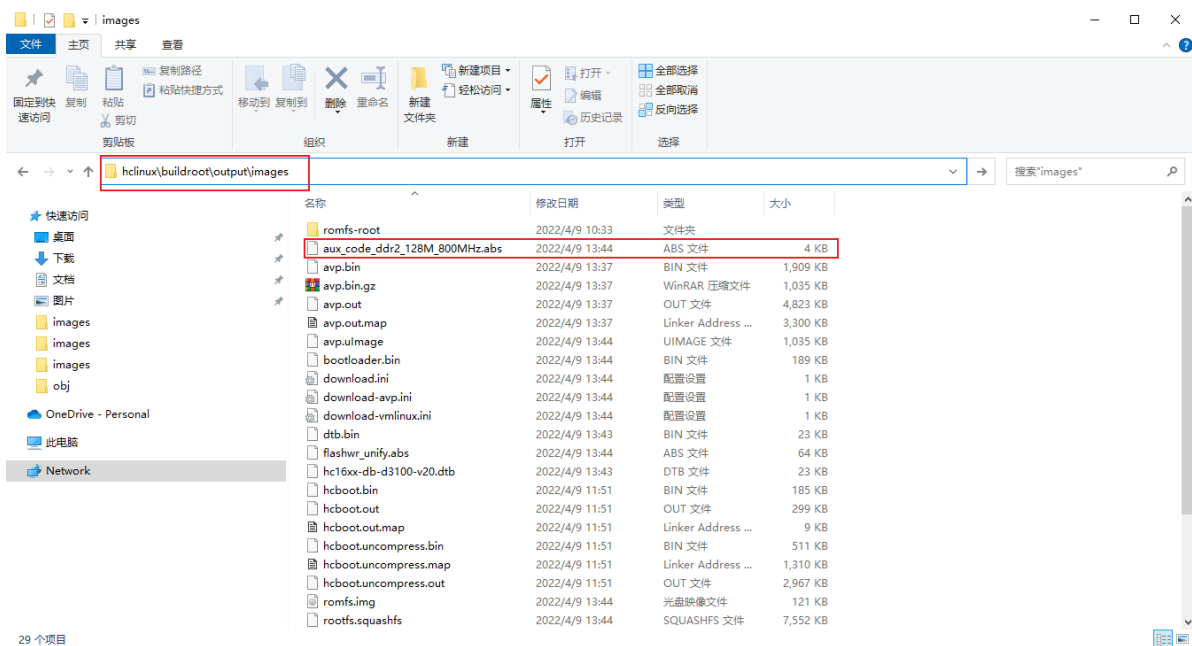 images
文件 主页 共享 查看
固定到快速访问 复制 粘贴 复制路径 粘贴快捷方式 剪切 移动到 复制到 删除 重命名 新建文件夹 新建项目 轻松访问 属性 打开 编辑 历史记录 全部选择 全部取消 反向选择
剪贴板 组织 新建 打开 选择
hclinux\buildroot\output\images 搜索"images"
快速访问
桌面
下载
文档
图片
images
images
images
obj
OneDrive - Personal
此电脑
Network
名称 修改日期 类型 大小
romfs-root 2022/4/9 10:33 文件夹
aux_code_ddr2_128M_800MHz.abs 2022/4/9 13:44 ABS 文件 4 KB
avp.bin 2022/4/9 13:37 BIN 文件 1,909 KB
avp.bin.gz 2022/4/9 13:37 WinRAR 压缩文件 1,035 KB
avp.out 2022/4/9 13:37 OUT 文件 4,823 KB
avp.out.map 2022/4/9 13:37 Linker Address ... 3,300 KB
avp.uImage 2022/4/9 13:44 UIMAGE 文件 1,035 KB
bootloader.bin 2022/4/9 13:44 BIN 文件 189 KB
download.ini 2022/4/9 13:44 配置设置 1 KB
download-avp.ini 2022/4/9 13:44 配置设置 1 KB
download-vmlinux.ini 2022/4/9 13:44 配置设置 1 KB
dtb.bin 2022/4/9 13:43 BIN 文件 23 KB
flashwr_unify.abs 2022/4/9 13:44 ABS 文件 64 KB
hc16xx-db-d3100-v20.dtb 2022/4/9 13:43 DTB 文件 23 KB
hcboot.bin 2022/4/9 11:51 BIN 文件 185 KB
hcboot.out 2022/4/9 11:51 OUT 文件 299 KB
hcboot.out.map 2022/4/9 11:51 Linker Address ... 9 KB
hcboot.uncompress.bin 2022/4/9 11:51 BIN 文件 511 KB
hcboot.uncompress.map 2022/4/9 11:51 Linker Address ... 1,310 KB
hcboot.uncompress.out 2022/4/9 11:51 OUT 文件 2,967 KB
romfs.img 2022/4/9 13:44 光盘映像文件 121 KB
rootfs.squashfs 2022/4/9 13:44 SQUASHFS 文件 7,552 KB
29 个项目